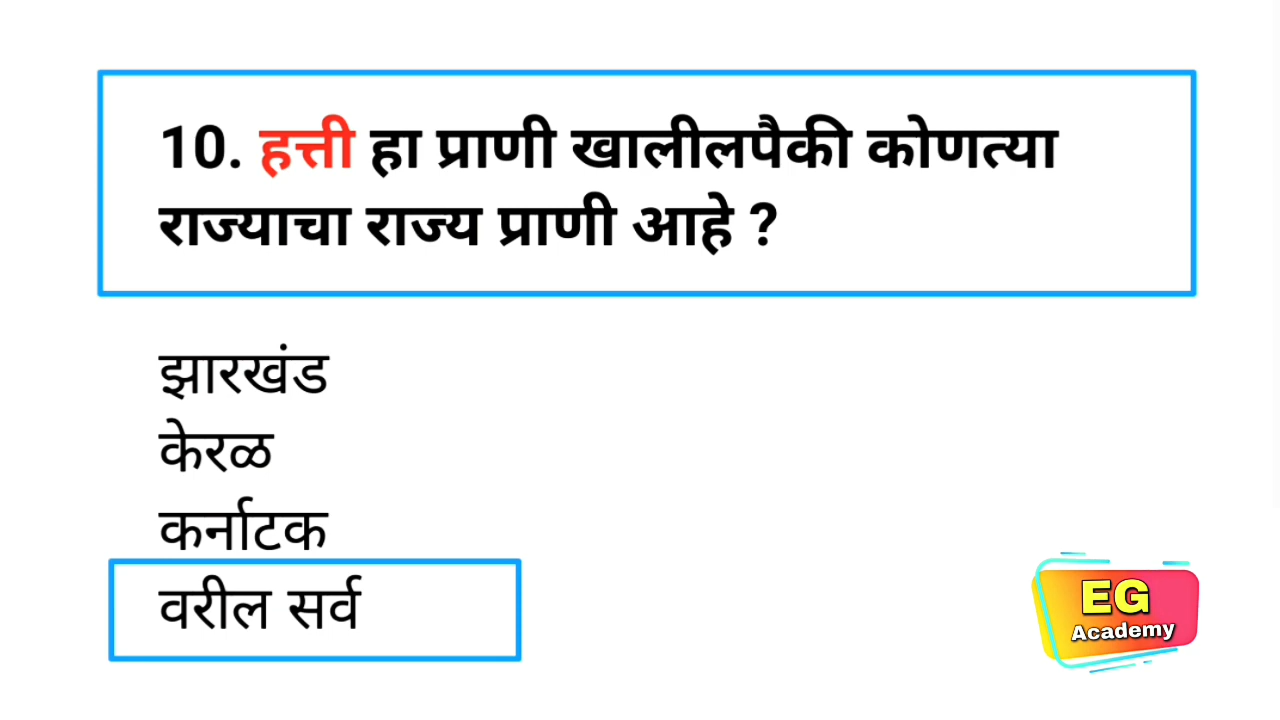 10. हत्ती हा प्राणी खालीलपैकी कोणत्या
राज्याचा राज्य प्राणी आहे ?
झारखंड
केरळ
कर्नाटक
वरील सर्व
EG
Academy